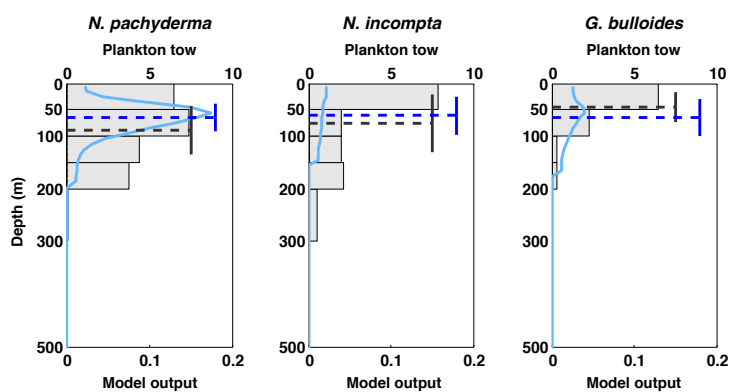 N. pachyderma
N. incompta
G. bulloides
Plankton tow
Plankton tow
Plankton tow
0 5 10
0 5 10
0 5 10
Depth (m)
0
50
100
200
300
500
0
50
100
200
300
500
0
50
100
200
300
500
0 0.1 0.2
0 0.1 0.2
0 0.1 0.2
Model output
Model output
Model output